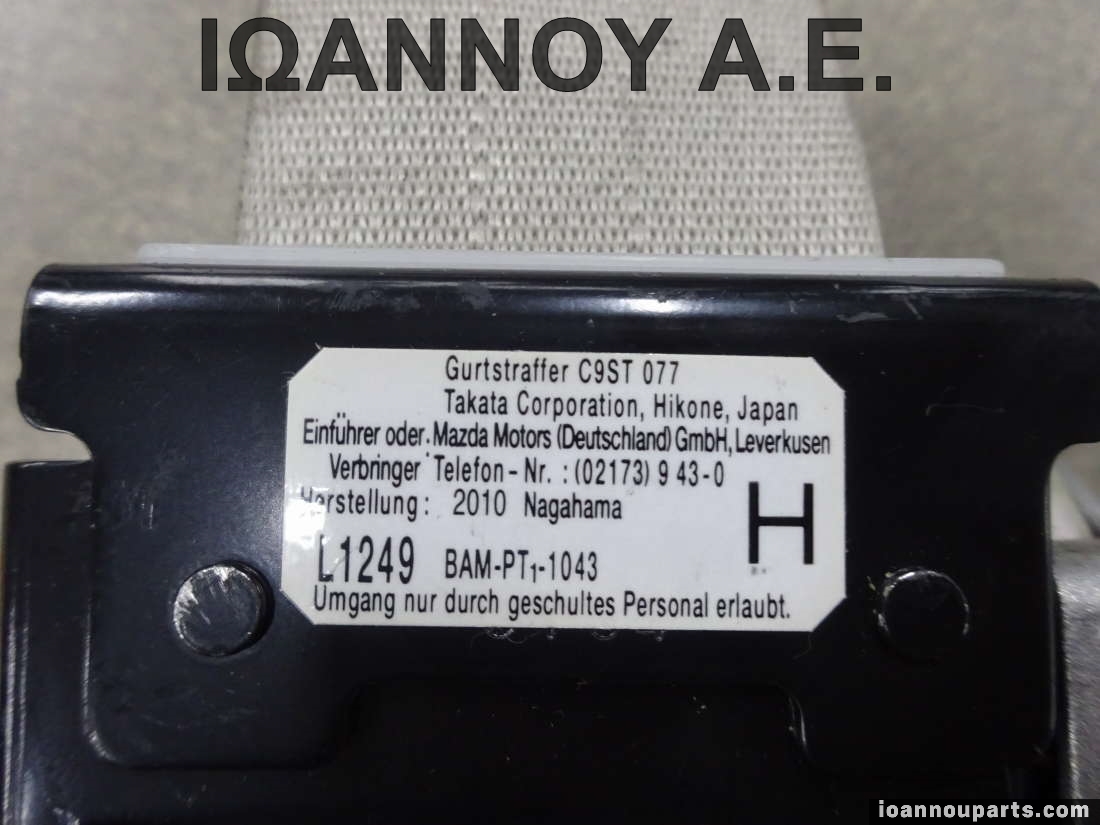 ΙΩΑΝΝΟΥ Α.Ε.
Gurtstraffer C9ST 077
Takata Corporation, Hikone, Japan
Einführer oder. Mazda Motors (Deutschland) GmbH, Leverkusen
Verbringer Telefon-Nr. : (02173) 9 43-0
Herstellung: 2010 Nagahama
H
L1249 BAM-PT1-1043
Umgang nur durch geschultes Personal erlaubt.
ioannouparts.com